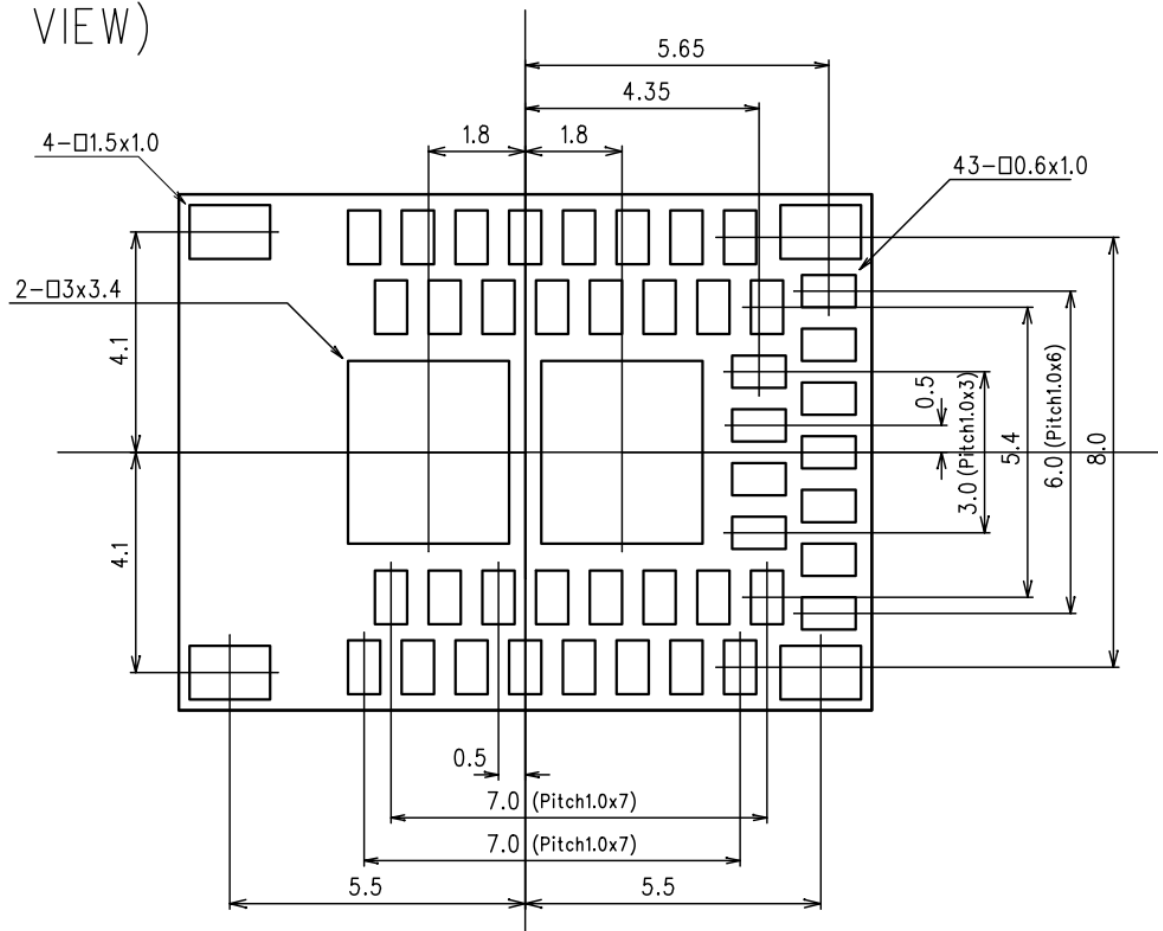 VIEW)
5.65
4.35
1.8
1.8
4-□1.5x1.0
43-□0.6x1.0
2-□3x3.4
4.1
4.1
0.5
3.0 (Pitch1.0x3)
5.4
6.0 (Pitch1.0x6)
8.0
0.5
7.0 (Pitch1.0x7)
7.0 (Pitch1.0x7)
5.5
5.5